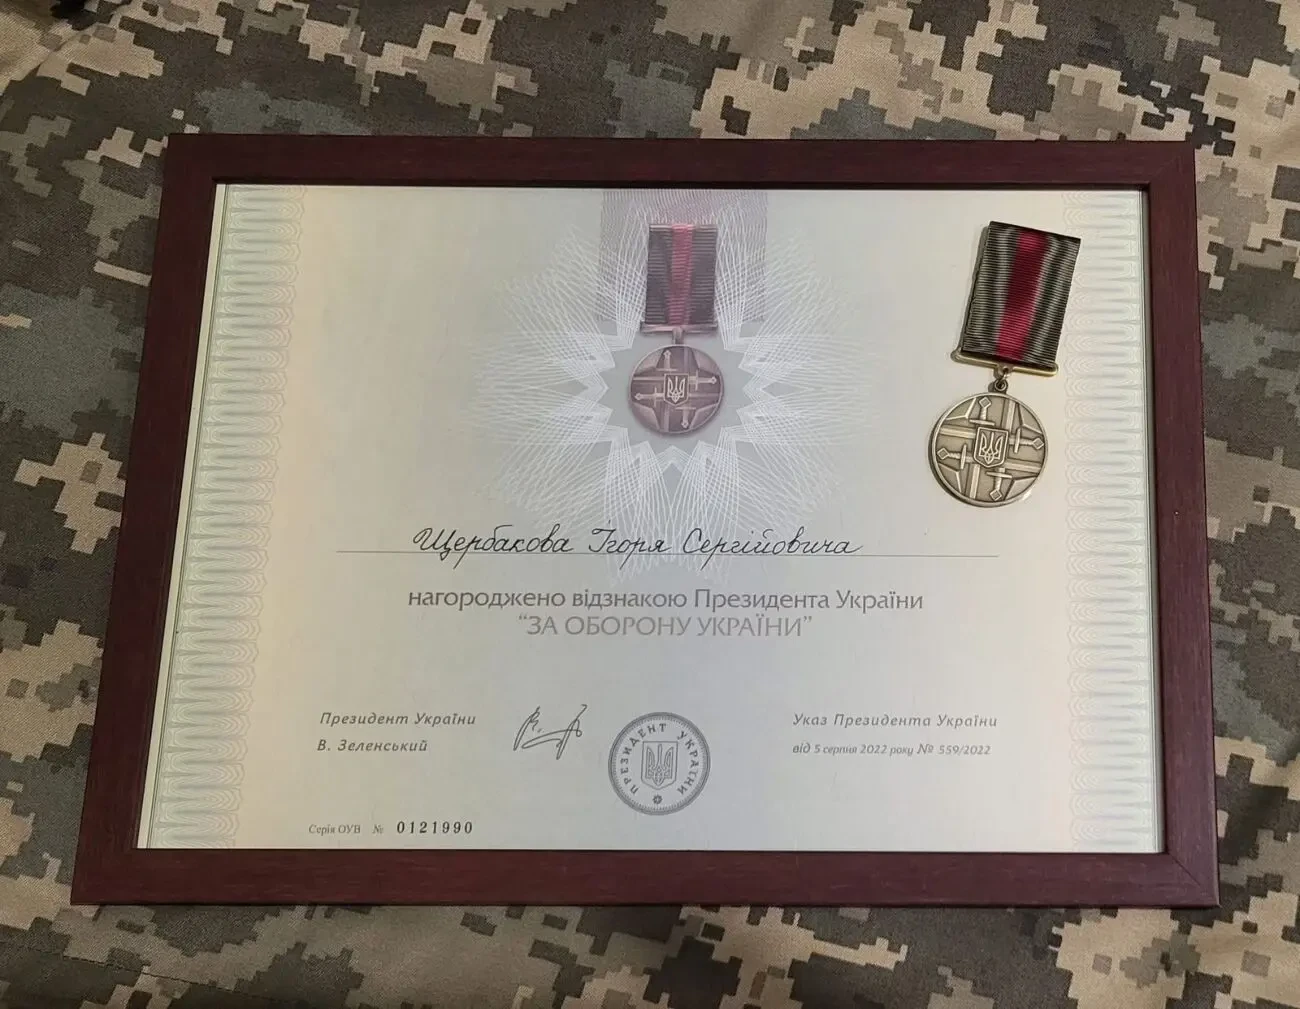 Щербакова Ігоря Сергійовича
нагороджено відзнакою Президента України
“ЗА ОБОРОНУ УКРАЇНИ”
Президент України
В. Зеленський
ПРЕЗИДЕНТ УКРАЇНИ
Указ Президента України
від 5 серпня 2022 року № 559/2022
Серія ОУВ № 0121990